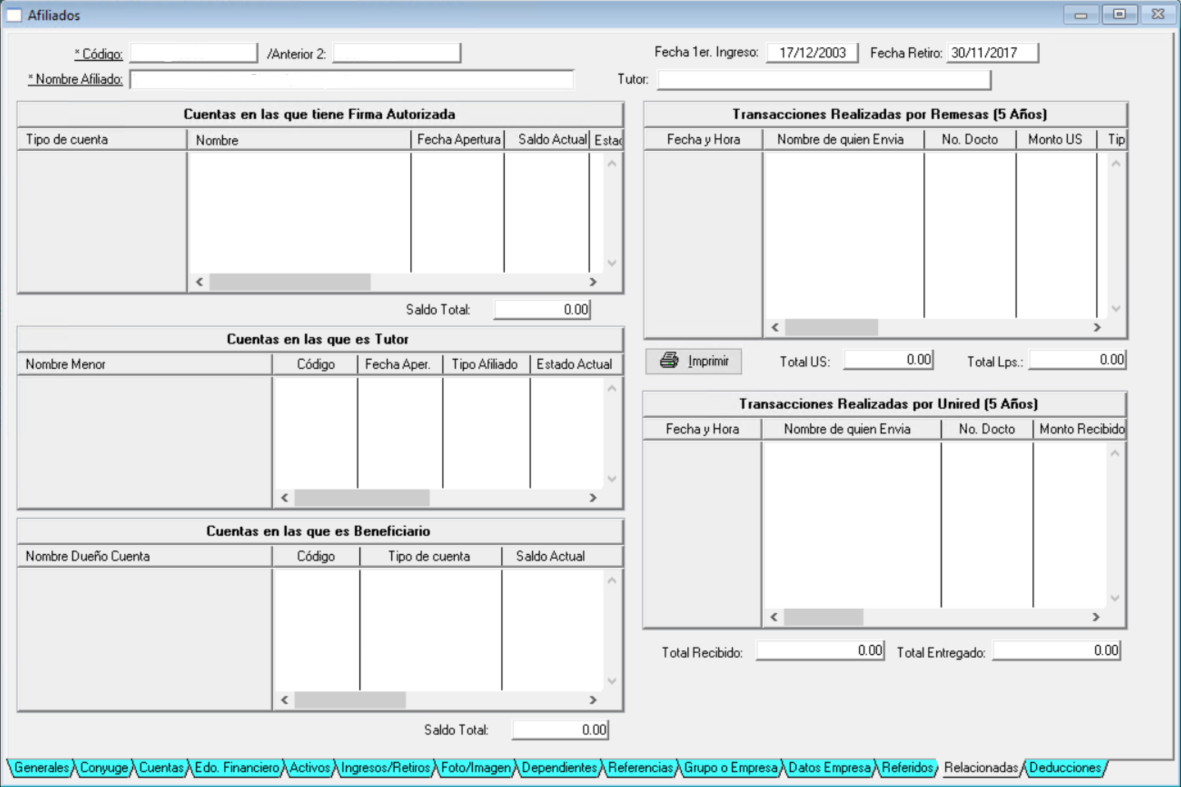 Afiliados
* Código: /Anterior 2: Fecha 1er. Ingreso: 17/12/2003 Fecha Retiro: 30/11/2017
* Nombre Afiliado: Tutor:
Cuentas en las que tiene Firma Autorizada
Tipo de cuenta Nombre Fecha Apertura Saldo Actual Estad
Saldo Total: 0.00
Cuentas en las que es Tutor
Nombre Menor Código Fecha Aper. Tipo Afiliado Estado Actual
Cuentas en las que es Beneficiario
Nombre Dueño Cuenta Código Tipo de cuenta Saldo Actual
Saldo Total: 0.00
Transacciones Realizadas por Remesas (5 Años)
Fecha y Hora Nombre de quien Envia No. Docto Monto US Tip
Imprimir Total US: 0.00 Total Lps.: 0.00
Transacciones Realizadas por Unired (5 Años)
Fecha y Hora Nombre de quien Envia No. Docto Monto Recibido
Total Recibido: 0.00 Total Entregado: 0.00
Generales Conyuge Cuentas Edo. Financiero Activos Ingresos/Retiros Foto/Imagen Dependientes Referencias Grupo o Empresa Datos Empresa Referidos Relacionadas Deducciones